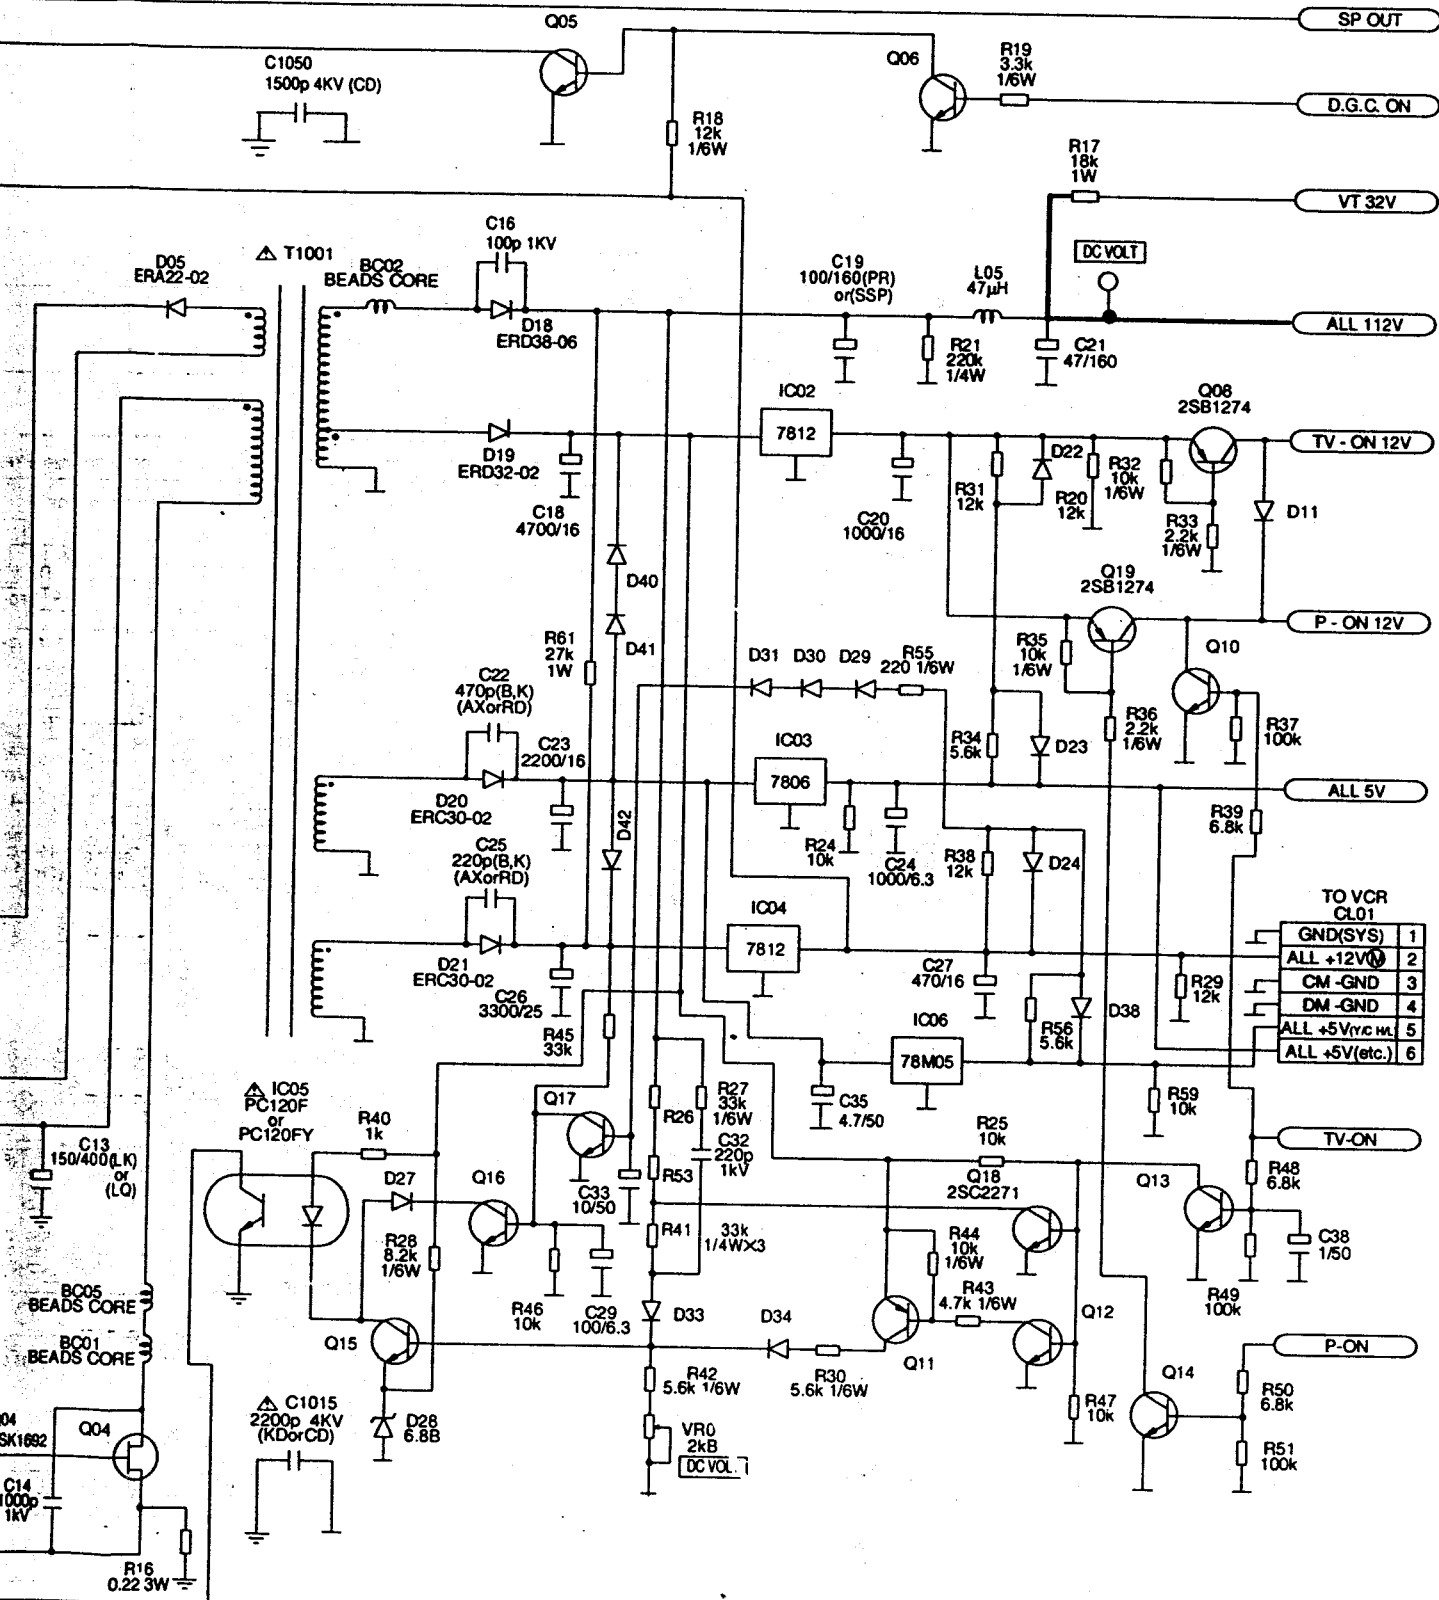 Q05
SP OUT
C1050
1500p 4KV (CD)
Q06
R19
3.3k
1/6W
D.G.C. ON
R18
12k
1/6W
R17
18k
1W
VT 32V
DC VOLT
D05
ERA22-02
T1001
BC02
BEADS CORE
C16
100p 1KV
D18
ERD38-06
C19
100/160(PR)
or(SSP)
L05
47μH
R21
220k
1/4W
C21
47/160
ALL 112V
D19
ERD32-02
C18
4700/16
IC02
7812
C20
1000/16
R31
12k
D22
R20
12k
R32
10k
1/6W
Q08
2SB1274
R33
2.2k
1/6W
TV - ON 12V
D11
D40
D41
R61
27k
1W
D31
D30
D29
R55
220 1/6W
Q19
2SB1274
R35
10k
1/6W
P - ON 12V
Q10
R36
2.2k
1/6W
R37
100k
C22
470p(B,K)
(AXorRD)
C23
2200/16
D20
ERC30-02
D42
IC03
7806
R34
5.6k
D23
ALL 5V
R24
10k
C24
1000/6.3
R38
12k
D24
R39
6.8k
C25
220p(B,K)
(AXorRD)
D21
ERC30-02
C26
3300/25
IC04
7812
C27
470/16
R29
12k
TO VCR
CL01
GND(SYS) 1
ALL +12VⓂ 2
CM -GND 3
DM -GND 4
ALL +5V(Y/C H/L) 5
ALL +5V(etc.) 6
R45
33k
IC06
78M05
R56
5.6k
D38
C35
4.7/50
R59
10k
TV-ON
IC05
PC120F
or
PC120FY
R40
1k
Q17
R26
R27
33k
1/6W
C32
220p
1kV
R53
R25
10k
Q18
2SC2271
Q13
R48
6.8k
C13
150/400(LK)
or
(LQ)
D27
Q16
C33
10/50
R41
33k
1/4W×3
R28
8.2k
1/6W
R44
10k
1/6W
R43
4.7k 1/6W
C38
1/50
R49
100k
BC05
BEADS CORE
BC01
BEADS CORE
R46
10k
C29
100/6.3
D33
D34
Q15
R42
5.6k 1/6W
R30
5.6k 1/6W
Q11
Q12
P-ON
Q14
R50
6.8k
C1015
2200p 4KV
(KDorCD)
D28
6.8B
VR0
2kB
DC VOL.
R47
10k
R51
100k
Q04
SK1692
Q04
C14
1000p
1kV
R16
0.22 3W